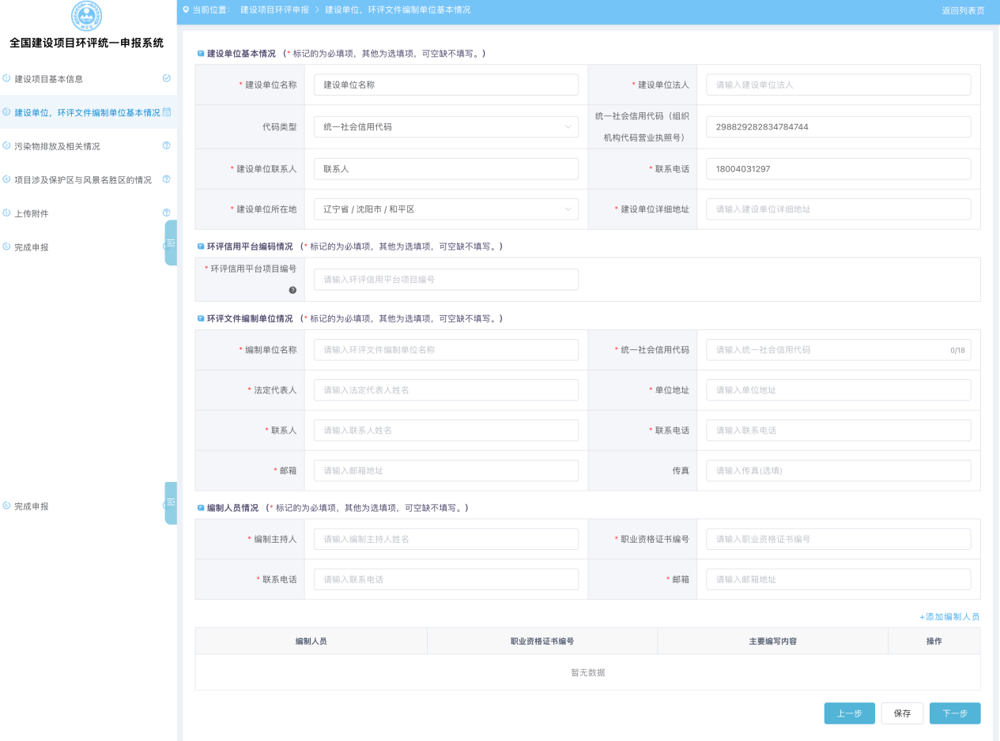 当前位置： 建设项目环评申报 > 建设单位，环评文件编制单位基本情况
返回列表页
MEE
全国建设项目环评统一申报系统
建设项目基本信息
建设单位，环评文件编制单位基本情况
污染物排放及相关情况
项目涉及保护区与风景名胜区的情况
上传附件
完成申报
完成申报
建设单位基本情况 （* 标记的为必填项，其他为选填项，可空缺不填写。）
* 建设单位名称 建设单位名称 * 建设单位法人 请输入建设单位法人
代码类型 统一社会信用代码 统一社会信用代码（组织
机构代码营业执照号） 298829282834784744
* 建设单位联系人 联系人 * 联系电话 18004031297
* 建设单位所在地 辽宁省 / 沈阳市 / 和平区 * 建设单位详细地址 请输入建设单位详细地址
环评信用平台编码情况 （* 标记的为必填项，其他为选填项，可空缺不填写。）
* 环评信用平台项目编号 请输入环评信用平台项目编号
环评文件编制单位情况 （* 标记的为必填项，其他为选填项，可空缺不填写。）
* 编制单位名称 请输入环评文件编制单位名称 * 统一社会信用代码 请输入统一社会信用代码 0/18
* 法定代表人 请输入法定代表人姓名 * 单位地址 请输入单位地址
* 联系人 请输入联系人姓名 * 联系电话 请输入联系电话
* 邮箱 请输入邮箱地址 传真 请输入传真(选填)
编制人员情况 （* 标记的为必填项，其他为选填项，可空缺不填写。）
* 编制主持人 请输入编制主持人姓名 * 职业资格证书编号 请输入职业资格证书编号
* 联系电话 请输入联系电话 * 邮箱 请输入邮箱地址
+添加编制人员
编制人员 职业资格证书编号 主要编写内容 操作
暂无数据
上一步 保存 下一步